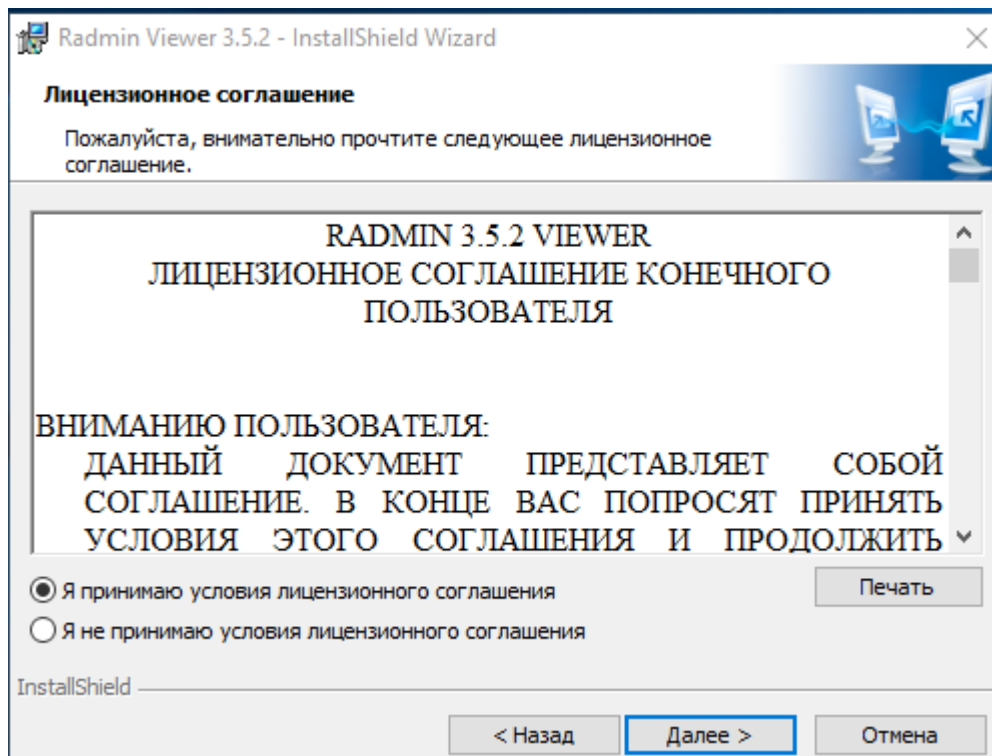 Radmin Viewer 3.5.2 - InstallShield Wizard
Лицензионное соглашение
Пожалуйста, внимательно прочтите следующее лицензионное
соглашение.
RADMIN 3.5.2 VIEWER
ЛИЦЕНЗИОННОЕ СОГЛАШЕНИЕ КОНЕЧНОГО
ПОЛЬЗОВАТЕЛЯ
ВНИМАНИЮ ПОЛЬЗОВАТЕЛЯ:
ДАННЫЙ ДОКУМЕНТ ПРЕДСТАВЛЯЕТ СОБОЙ
СОГЛАШЕНИЕ. В КОНЦЕ ВАС ПОПРОСЯТ ПРИНЯТЬ
УСЛОВИЯ ЭТОГО СОГЛАШЕНИЯ И ПРОДОЛЖИТЬ
Я принимаю условия лицензионного соглашения
Печать
Я не принимаю условия лицензионного соглашения
InstallShield
< Назад
Далее >
Отмена